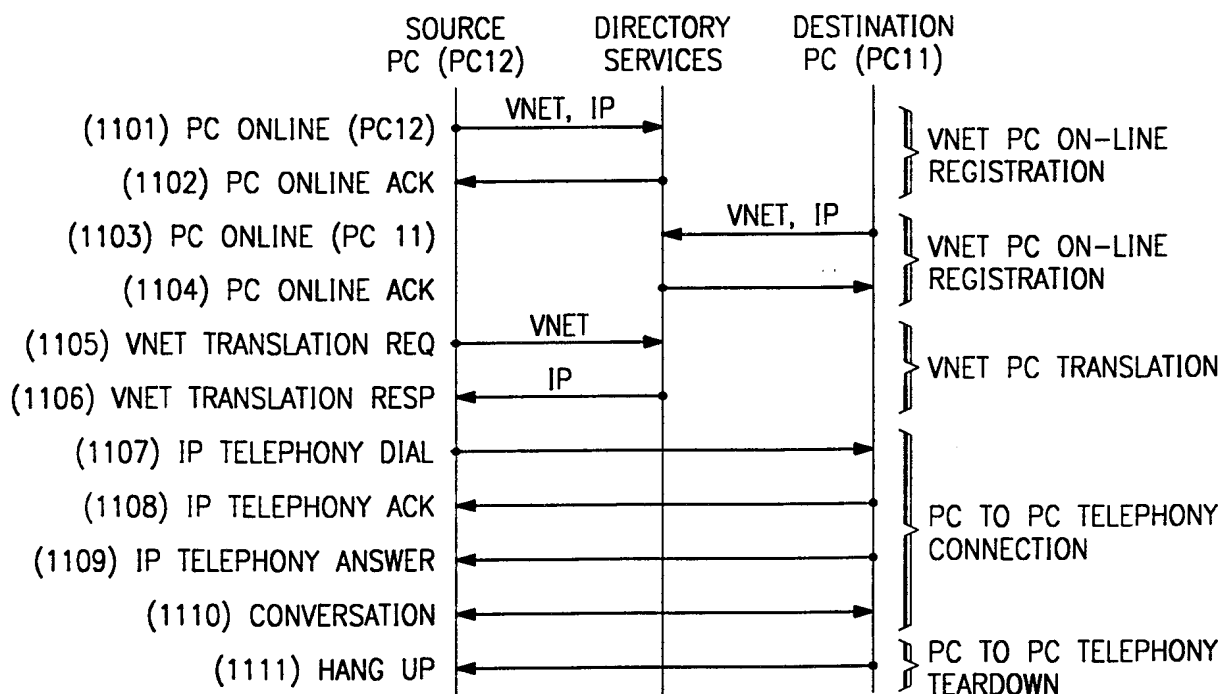 SOURCE
PC (PC12)
DIRECTORY
SERVICES
DESTINATION
PC (PC11)
(1101) PC ONLINE (PC12)
VNET, IP
VNET PC ON-LINE
REGISTRATION
(1102) PC ONLINE ACK
(1103) PC ONLINE (PC 11)
VNET, IP
VNET PC ON-LINE
REGISTRATION
(1104) PC ONLINE ACK
(1105) VNET TRANSLATION REQ
VNET
VNET PC TRANSLATION
(1106) VNET TRANSLATION RESP
IP
(1107) IP TELEPHONY DIAL
(1108) IP TELEPHONY ACK
PC TO PC TELEPHONY
CONNECTION
(1109) IP TELEPHONY ANSWER
(1110) CONVERSATION
(1111) HANG UP
PC TO PC TELEPHONY
TEARDOWN